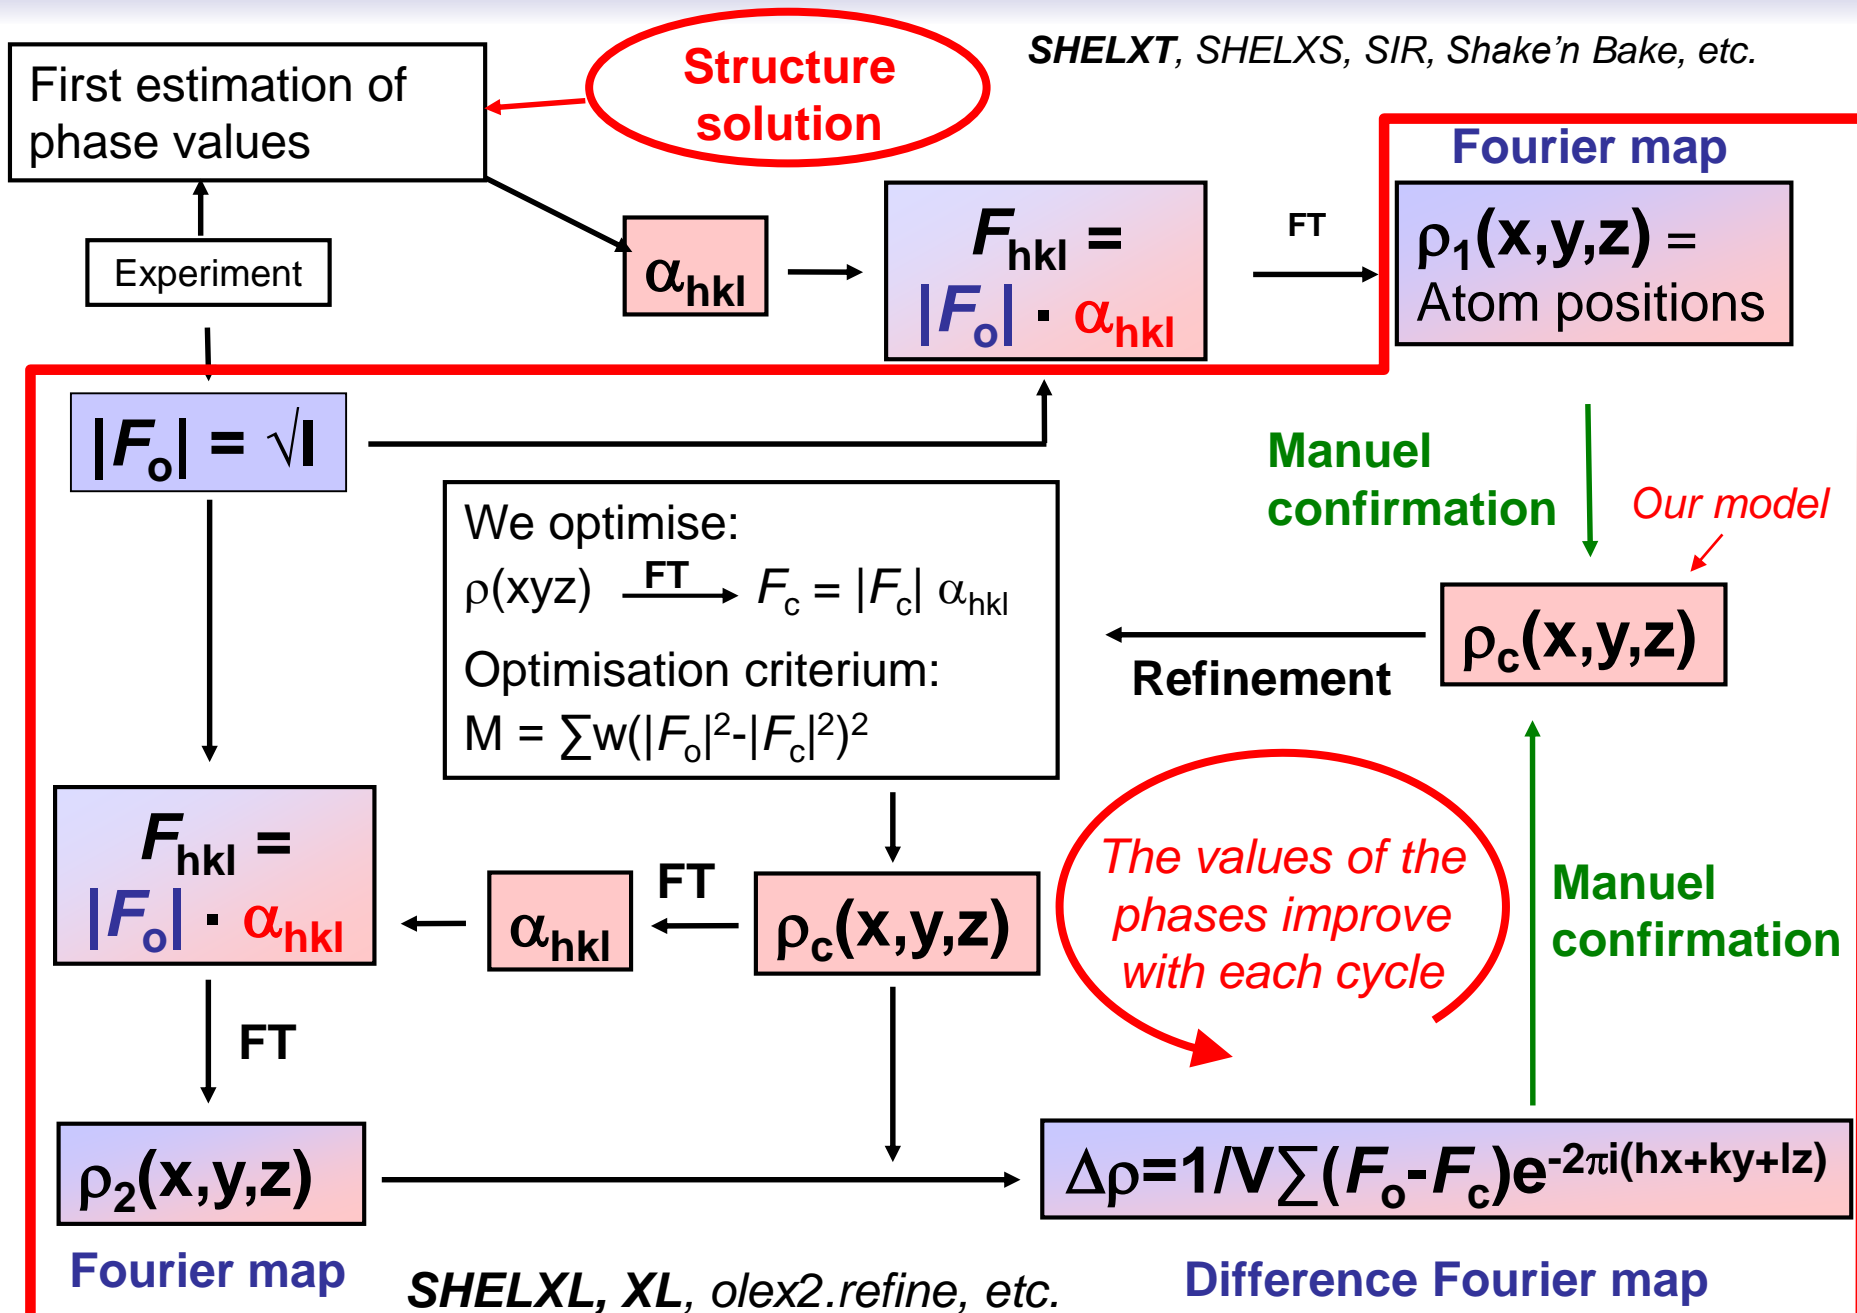 SHELXT, SHELXS, SIR, Shake’n Bake, etc.
First estimation of
phase values
Structure
solution
Fourier map
Experiment
αhkl
Fhkl =
|Fo| · αhkl
FT
ρ1(x,y,z) =
Atom positions
|Fo| = √I
Manuel
confirmation
Our model
We optimise:
ρ(xyz) FT Fc = |Fc| αhkl
Optimisation criterium:
M = ∑w(|Fo|²-|Fc|²)²
Refinement
ρc(x,y,z)
Fhkl =
|Fo| · αhkl
αhkl
FT
ρc(x,y,z)
The values of the
phases improve
with each cycle
Manuel
confirmation
FT
ρ2(x,y,z)
Δρ=1/V∑(Fo-Fc)e-2πi(hx+ky+lz)
Fourier map
SHELXL, XL, olex2.refine, etc.
Difference Fourier map